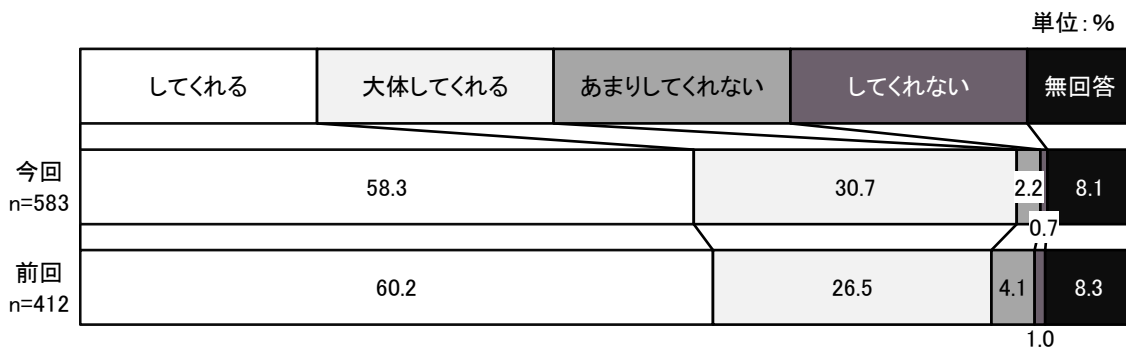 単位:%
してくれる 大体してくれる あまりしてくれない してくれない 無回答
今回
n=583
58.3 30.7 2.2 0.7 8.1
前回
n=412
60.2 26.5 4.1 1.0 8.3